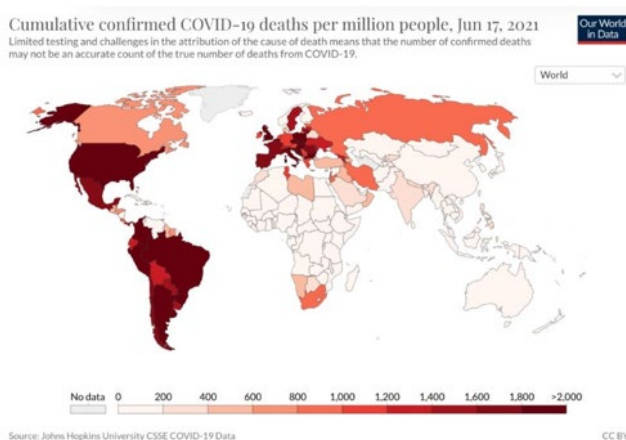 Cumulative confirmed COVID-19 deaths per million people, Jun 17, 2021
Our World
in Data
Limited testing and challenges in the attribution of the cause of death means that the number of confirmed deaths
may not be an accurate count of the true number of deaths from COVID-19.
World
No data 0 200 400 600 800 1,000 1,200 1,400 1,600 1,800 >2,000
Source: Johns Hopkins University CSSE COVID-19 Data CC BY